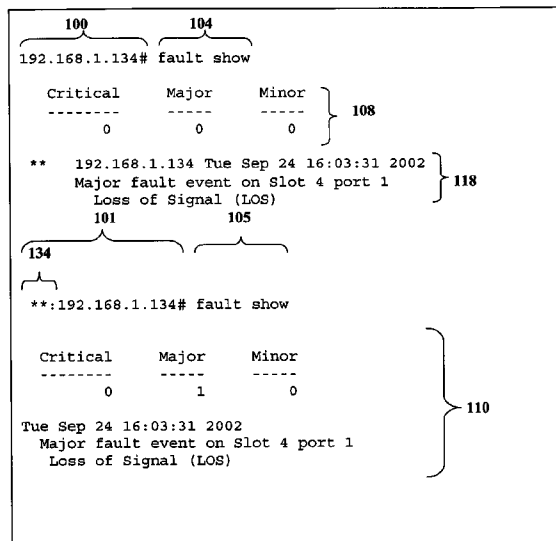 100 104
192.168.1.134# fault show
Critical Major Minor
-------- ----- -----
0 0 0
108
** 192.168.1.134 Tue Sep 24 16:03:31 2002
Major fault event on Slot 4 port 1
Loss of Signal (LOS)
118
101 105
134
**:192.168.1.134# fault show
Critical Major Minor
-------- ----- -----
0 1 0
Tue Sep 24 16:03:31 2002
Major fault event on Slot 4 port 1
Loss of Signal (LOS)
110